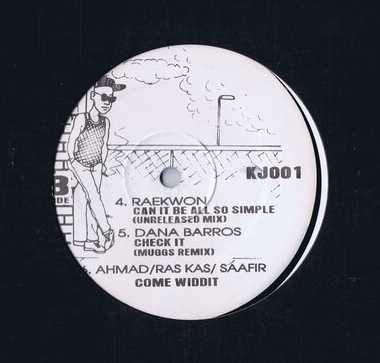 KJ001
B
4. RAEKWON
CAN IT BE ALL SO SIMPLE
(UNRELEASED MIX)
5. DANA BARROS
CHECK IT
(MUGGS REMIX)
6. AHMAD/RAS KAS/ SAAFIR
COME WIDDIT